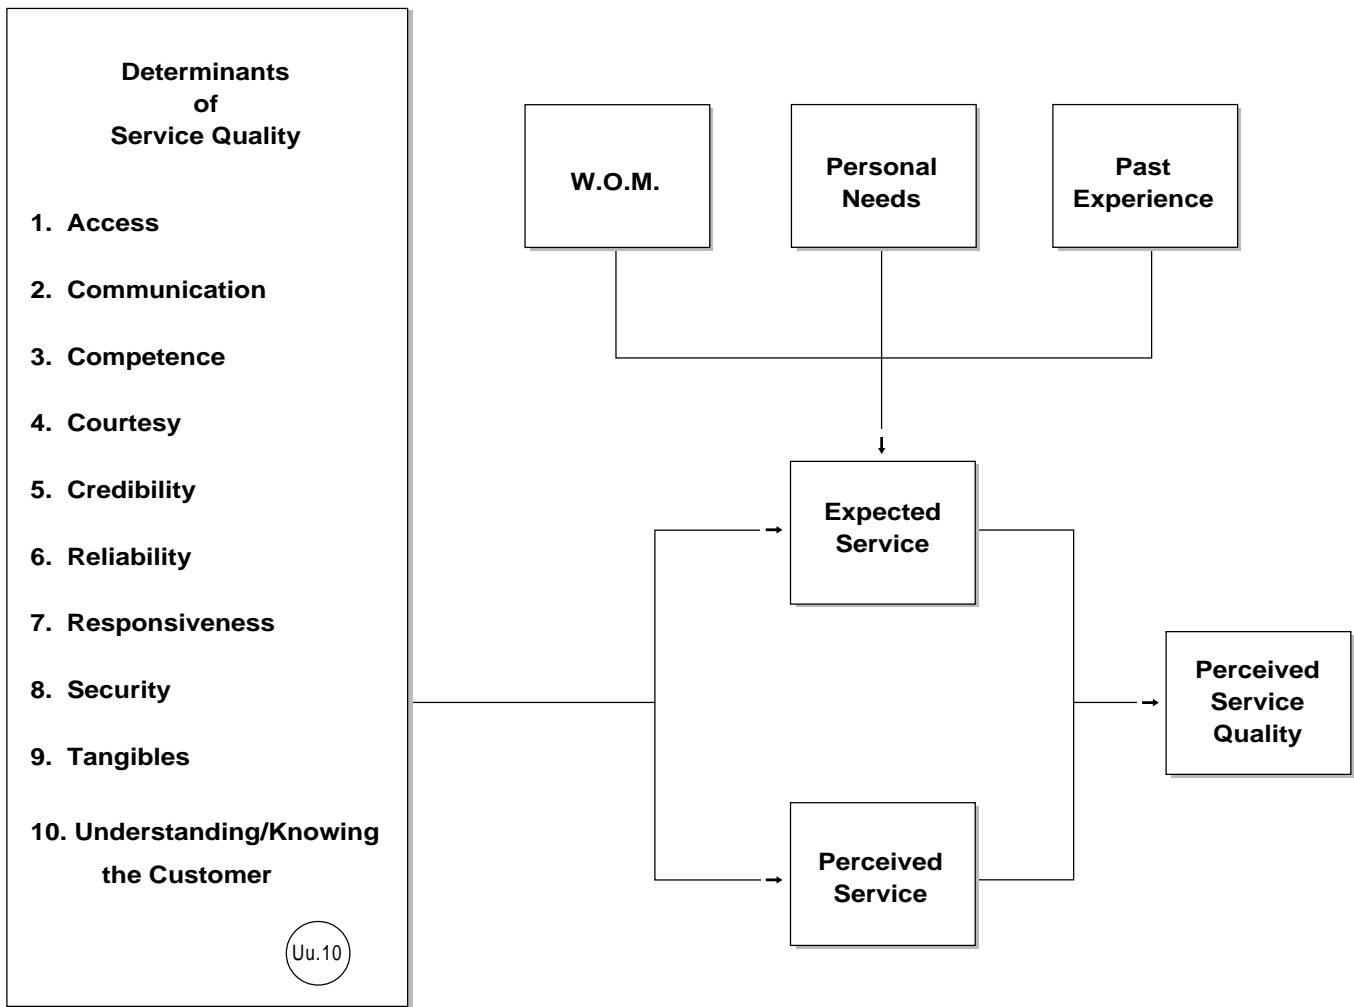 Determinants
of
Service Quality
1. Access
2. Communication
3. Competence
4. Courtesy
5. Credibility
6. Reliability
7. Responsiveness
8. Security
9. Tangibles
10. Understanding/Knowing
the Customer
Uu.10
W.O.M.
Personal
Needs
Past
Experience
Expected
Service
Perceived
Service
Perceived
Service
Quality